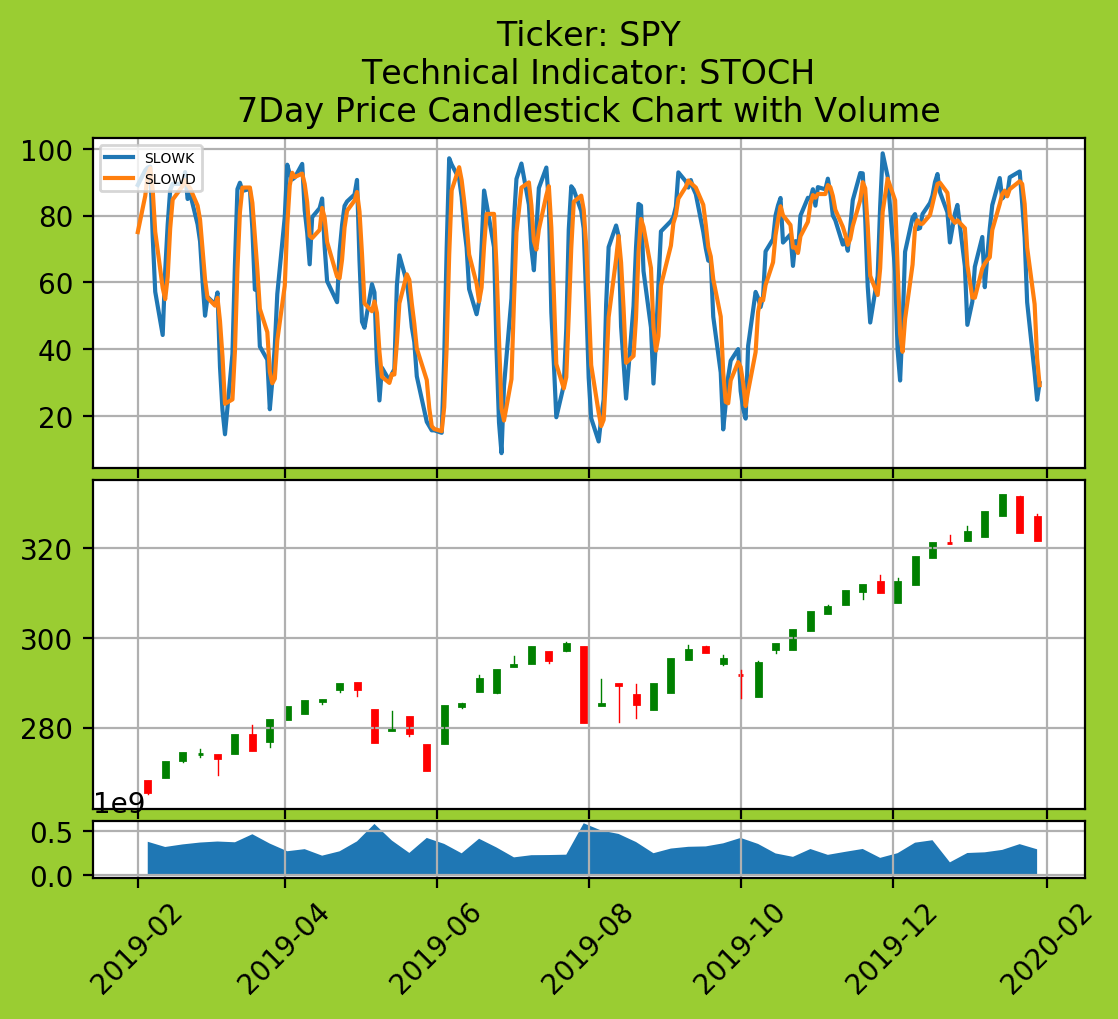 Ticker: SPY
Technical Indicator: STOCH
7Day Price Candlestick Chart with Volume
100
SLOWK
SLOWD
80
60
40
20
320
300
280
1e9
0.5
0.0
2019-02
2019-04
2019-06
2019-08
2019-10
2019-12
2020-02